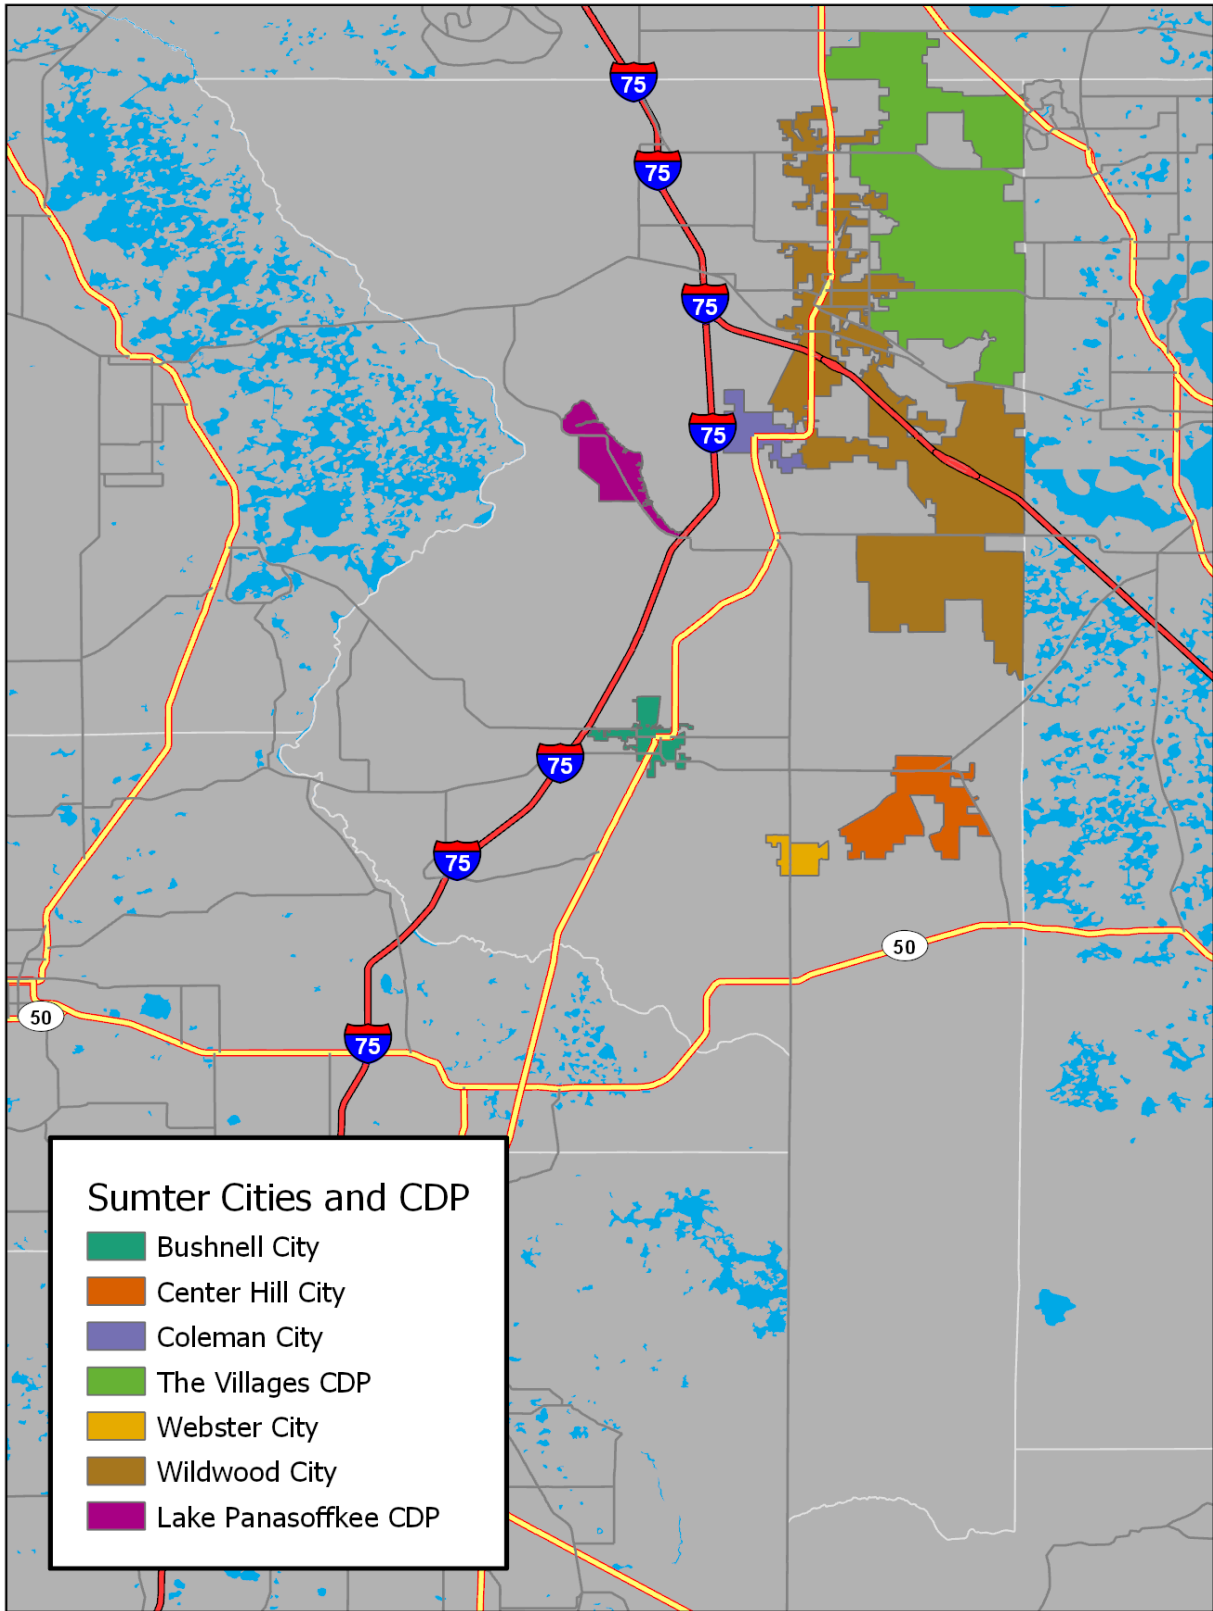 75
75
75
75
75
75
50
50
75
Sumter Cities and CDP
Bushnell City
Center Hill City
Coleman City
The Villages CDP
Webster City
Wildwood City
Lake Panasoffkee CDP